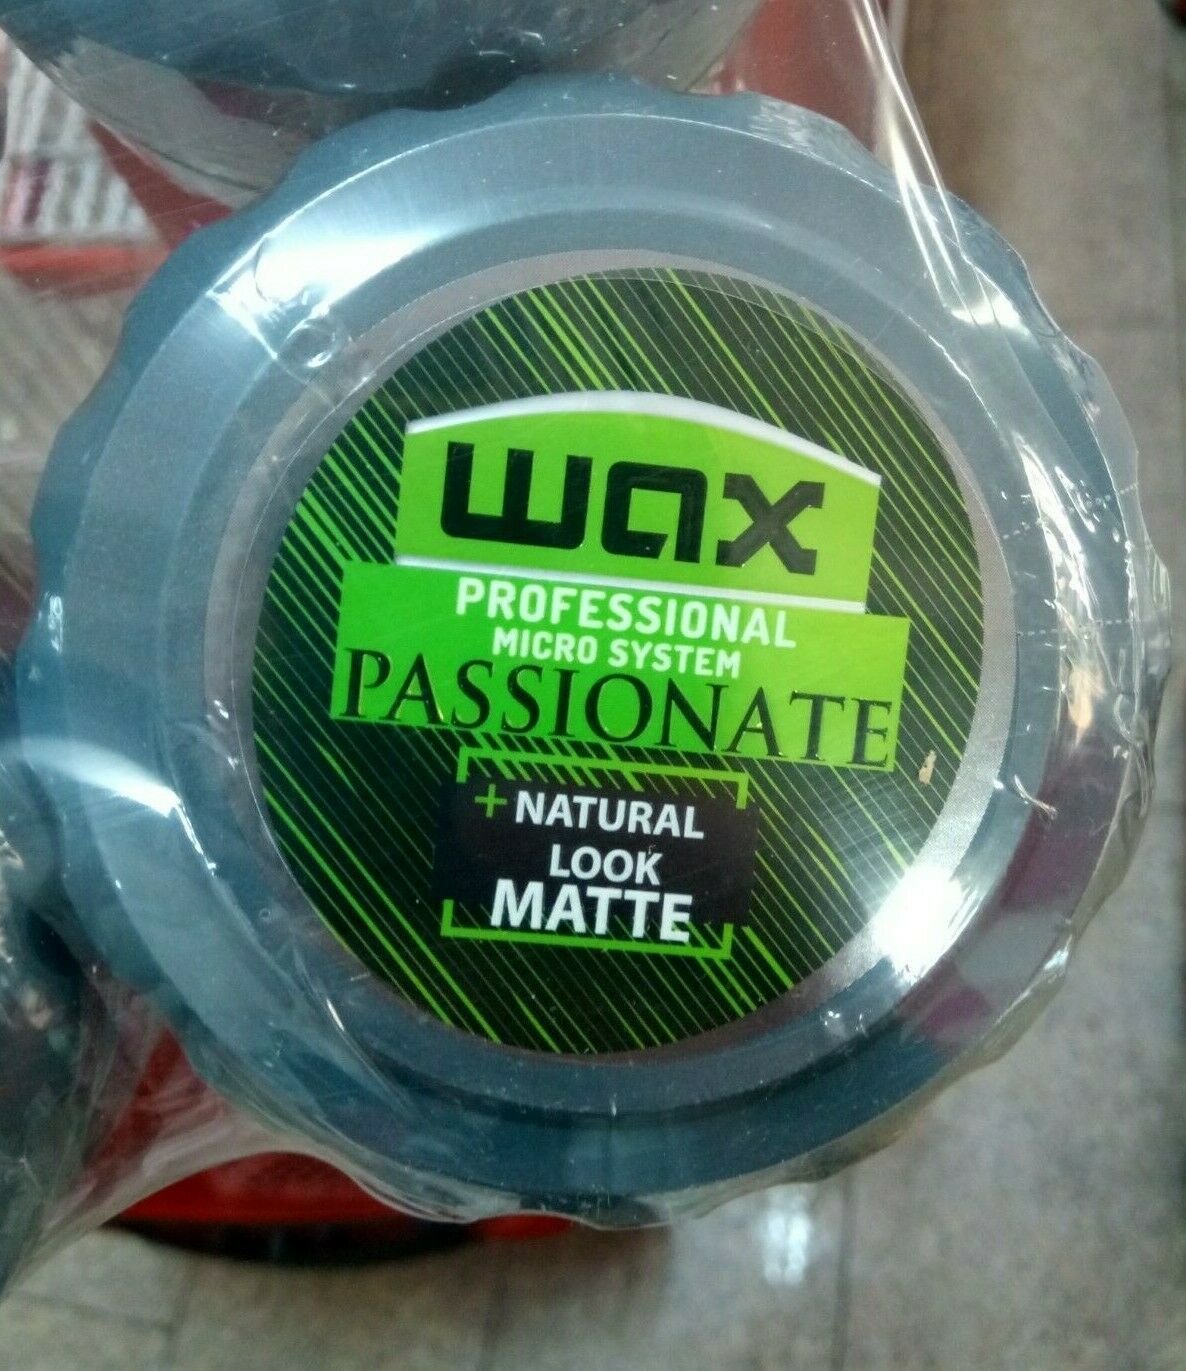 wax
PROFESSIONAL
MICRO SYSTEM
PASSIONATE
+ NATURAL
LOOK
MATTE